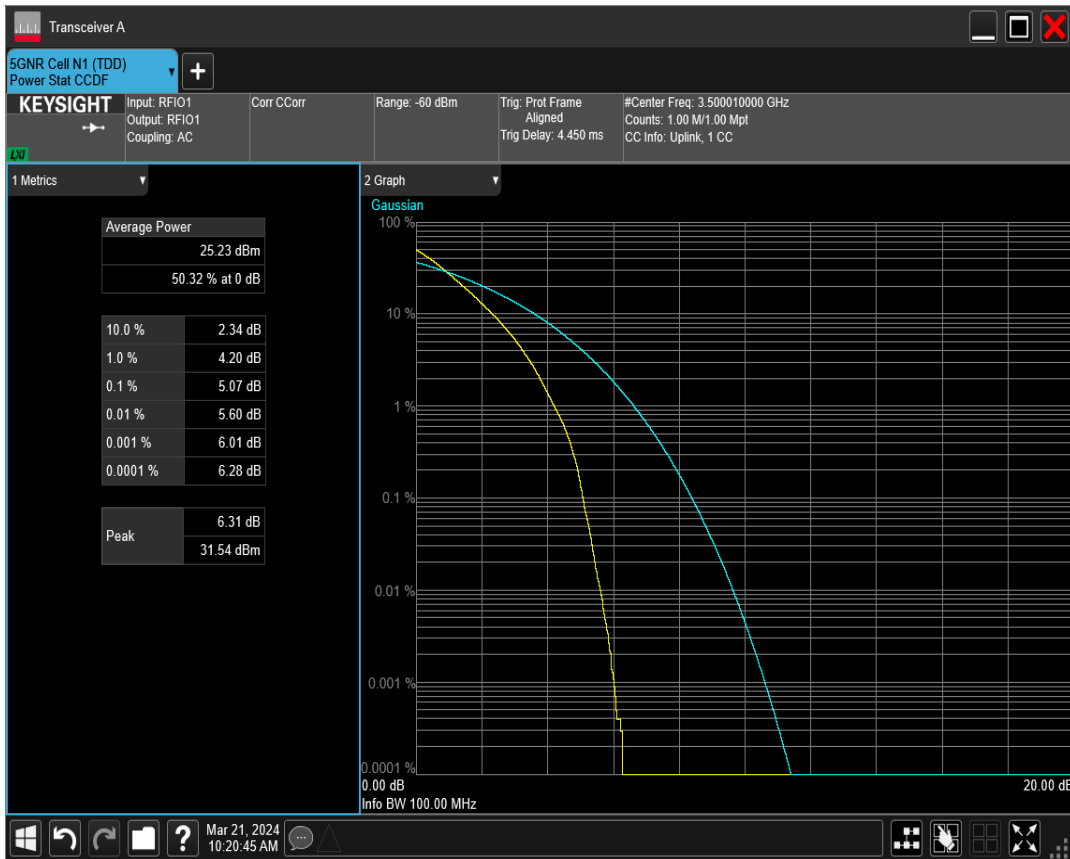 Transceiver A
5GNR Cell N1 (TDD)
Power Stat CCDF
KEYSIGHT
LXI
Input: RFIO1
Output: RFIO1
Coupling: AC
Corr CCorr
Range: -60 dBm
Trig: Prot Frame
Aligned
Trig Delay: 4.450 ms
#Center Freq: 3.500010000 GHz
Counts: 1.00 M/1.00 Mpt
CC Info: Uplink, 1 CC
1 Metrics
Average Power
25.23 dBm
50.32 % at 0 dB
10.0 % 2.34 dB
1.0 % 4.20 dB
0.1 % 5.07 dB
0.01 % 5.60 dB
0.001 % 6.01 dB
0.0001 % 6.28 dB
Peak 6.31 dB
31.54 dBm
2 Graph
Gaussian
100 %
10 %
1 %
0.1 %
0.01 %
0.001 %
0.0001 %
0.00 dB 20.00 dB
Info BW 100.00 MHz
?
Mar 21, 2024
10:20:45 AM